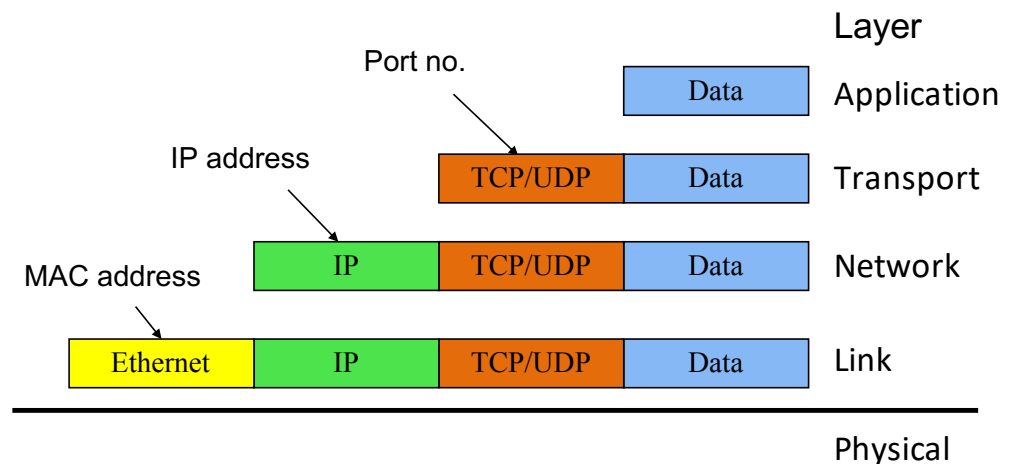 Layer
Port no.
Data
Application
IP address
TCP/UDP
Data
Transport
MAC address
IP
TCP/UDP
Data
Network
Ethernet
IP
TCP/UDP
Data
Link
Physical